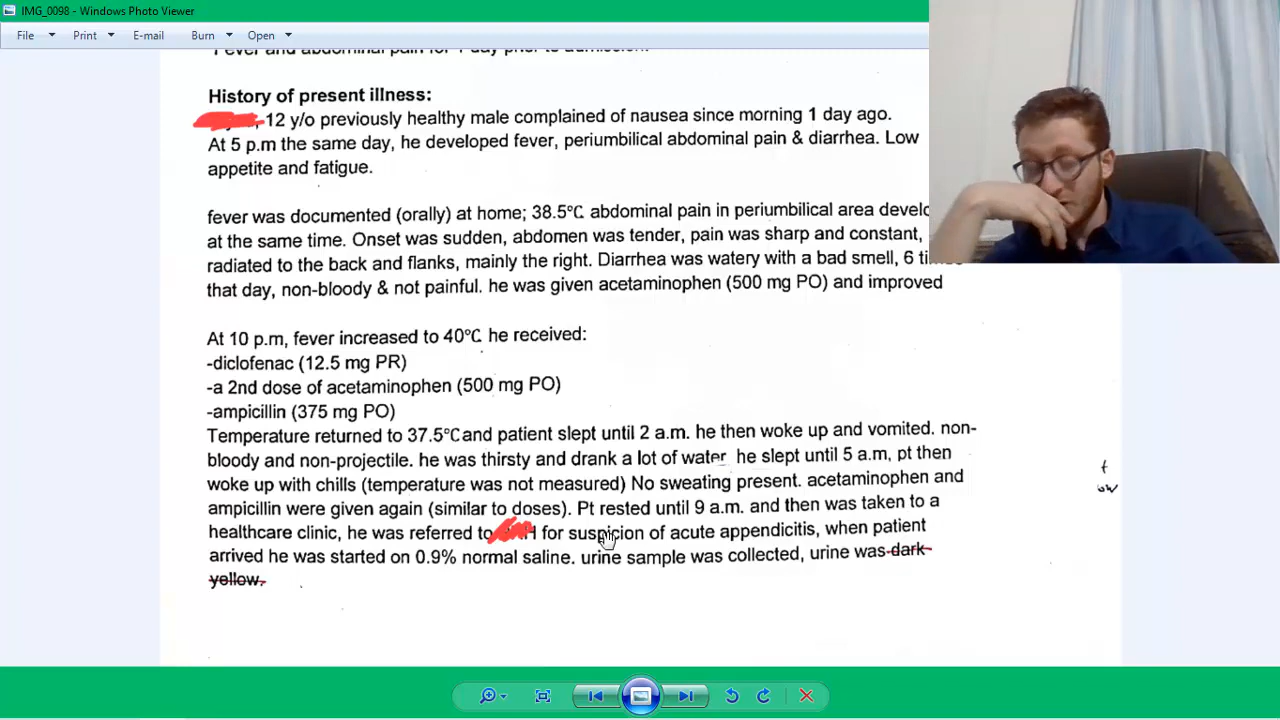 IMG_0098 - Windows Photo Viewer
File Print E-mail Burn Open
Fever and abdominal pain for 1 day prior to admission.
History of present illness:
12 y/o previously healthy male complained of nausea since morning 1 day ago.
At 5 p.m the same day, he developed fever, periumbilical abdominal pain & diarrhea. Low
appetite and fatigue.
fever was documented (orally) at home; 38.5°C abdominal pain in periumbilical area
at the same time. Onset was sudden, abdomen was tender, pain was sharp and constant,
radiated to the back and flanks, mainly the right. Diarrhea was watery with a bad smell, 6
that day, non-bloody & not painful. he was given acetaminophen (500 mg PO) and improved
At 10 p.m, fever increased to 40°C he received:
-diclofenac (12.5 mg PR)
-a 2nd dose of acetaminophen (500 mg PO)
-ampicillin (375 mg PO)
Temperature returned to 37.5°C and patient slept until 2 a.m. he then woke up and vomited. non-
bloody and non-projectile. he was thirsty and drank a lot of water he slept until 5 a.m, pt then
woke up with chills (temperature was not measured) No sweating present. acetaminophen and
ampicillin were given again (similar to doses). Pt rested until 9 a.m. and then was taken to a
healthcare clinic, he was referred to for suspicion of acute appendicitis, when patient
arrived he was started on 0.9% normal saline. urine sample was collected, urine was dark
yellow.